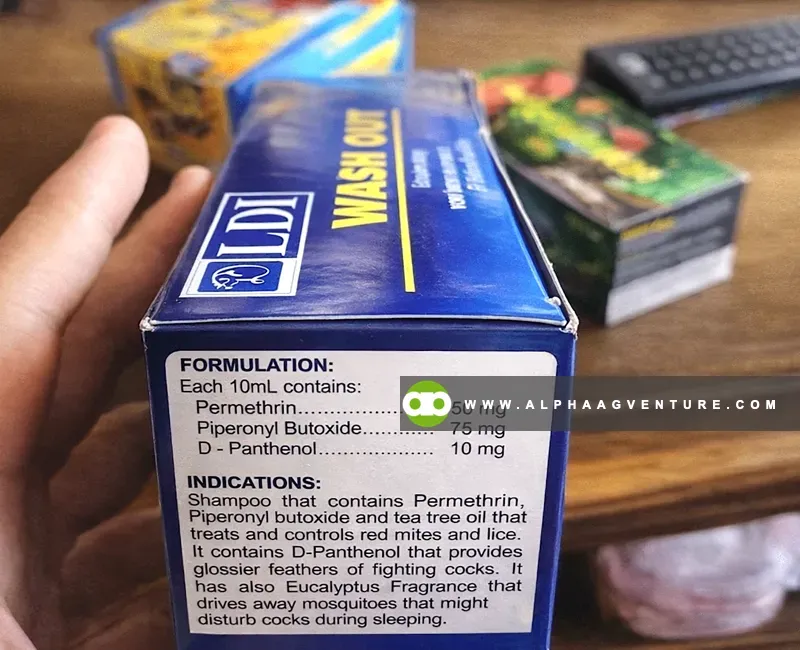 WASH OUT
LDI
FORMULATION:
Each 10mL contains:
Permethrin.................. 50 mg
Piperonyl Butoxide........... 75 mg
D - Panthenol................... 10 mg
WWW.ALPHAAGVENTURE.COM
INDICATIONS:
Shampoo that contains Permethrin,
Piperonyl butoxide and tea tree oil that
treats and controls red mites and lice.
It contains D-Panthenol that provides
glossier feathers of fighting cocks. It
has also Eucalyptus Fragrance that
drives away mosquitoes that might
disturb cocks during sleeping.